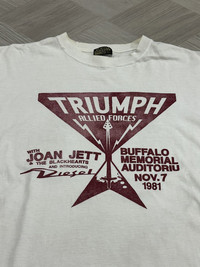 TRIUMPH
ALLIED FORCES
WITH
JOAN JETT
& THE BLACKHEARTS
AND INTRODUCING
Diesel
BUFFALO
MEMORIAL
AUDITORIU
NOV. 7
1981